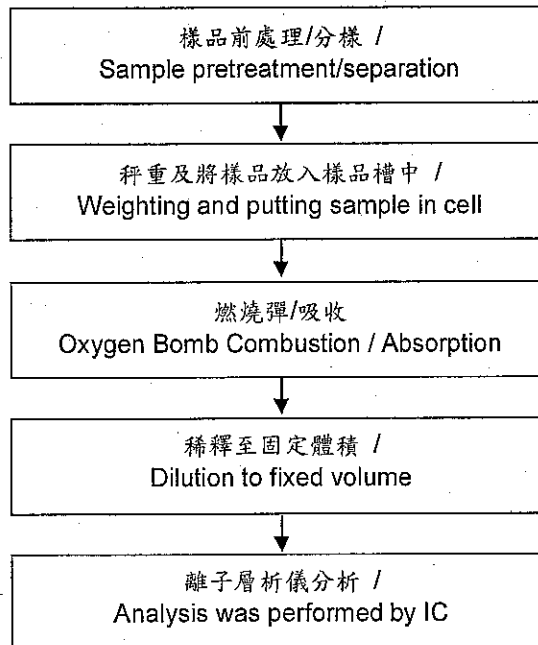 樣品前處理/分樣 /
Sample pretreatment/separation
秤重及將樣品放入樣品槽中 /
Weighting and putting sample in cell
燃燒彈/吸收
Oxygen Bomb Combustion / Absorption
稀釋至固定體積 /
Dilution to fixed volume
離子層析儀分析 /
Analysis was performed by IC